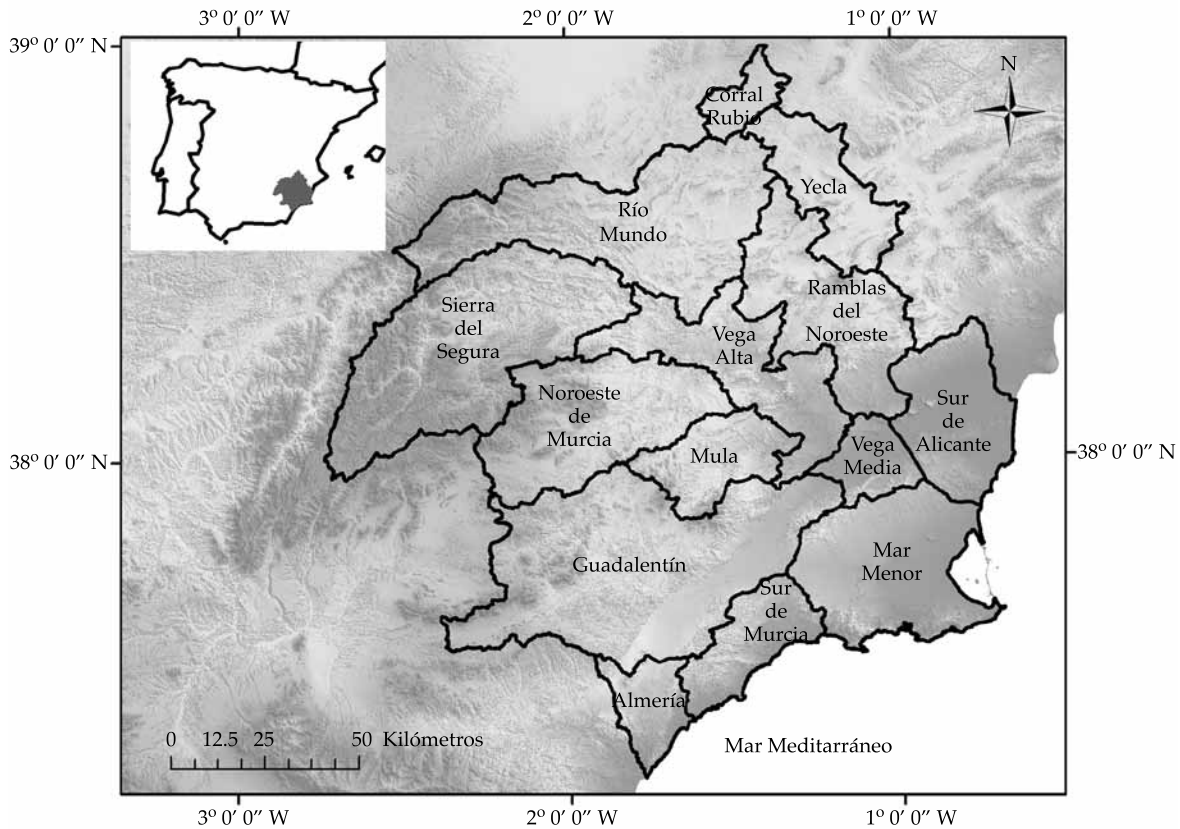 3º 0' 0" W
2º 0' 0" W
1º 0' 0" W
39º 0' 0" N
N
Corral
Rubio
Yecla
Río
Mundo
Ramblas
del
Noroeste
Sierra
del
Segura
Vega
Alta
Noroeste
de
Murcia
Sur
de
Alicante
Mula
Vega
Media
38º 0' 0" N
38º 0' 0" N
Guadalentín
Mar
Menor
Sur
de
Murcia
Almería
0 12.5 25 50 Kilómetros
Mar Meditarráneo
3º 0' 0" W
2º 0' 0" W
1º 0' 0" W